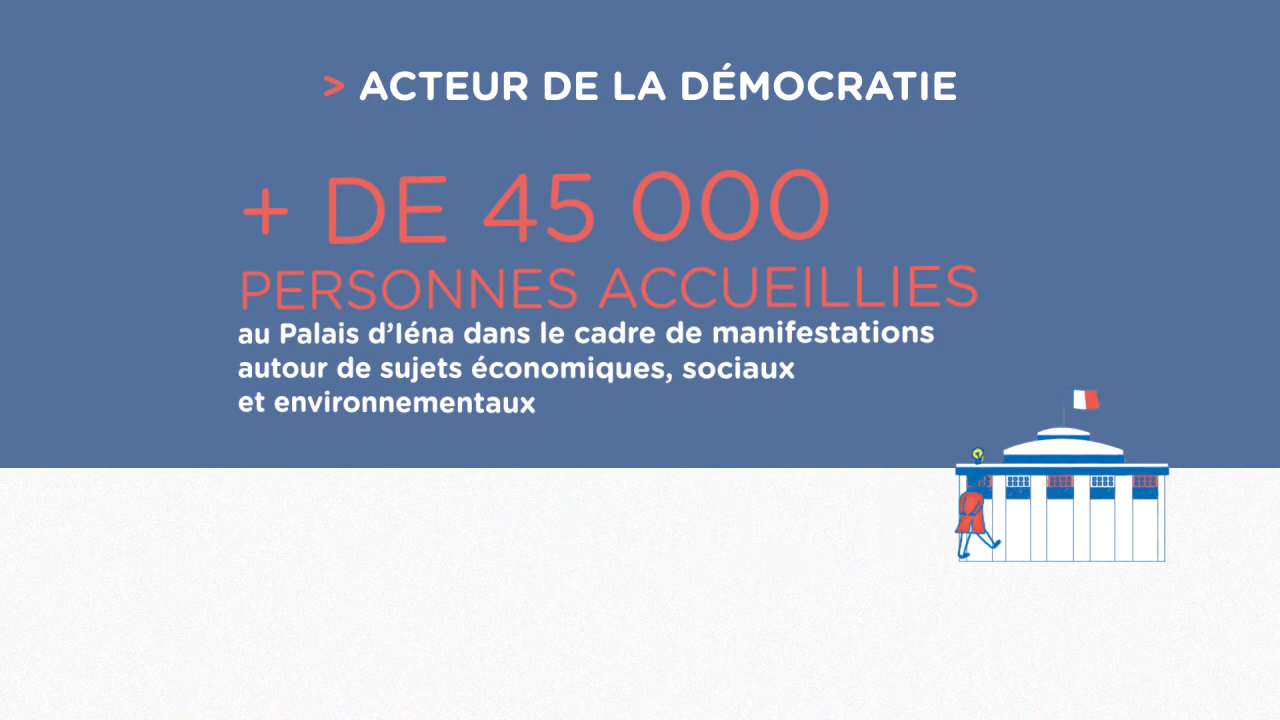 > ACTEUR DE LA DÉMOCRATIE
+ DE 45 000
PERSONNES ACCUEILLIES
au Palais d’Iéna dans le cadre de manifestations
autour de sujets économiques, sociaux
et environnementaux